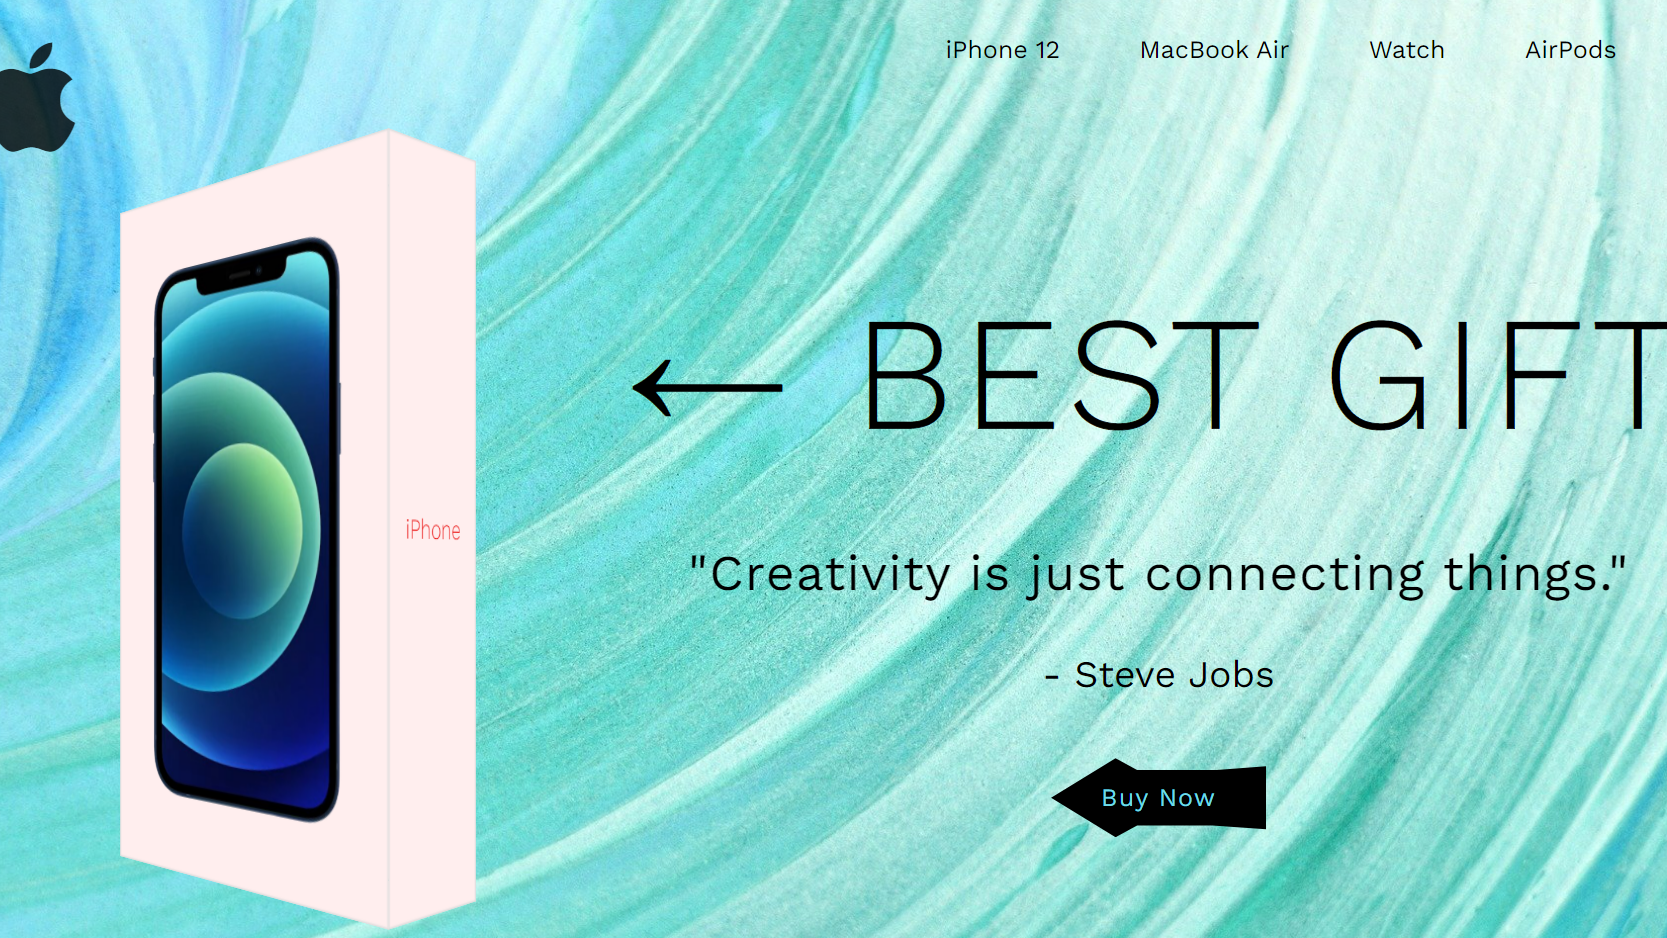 iPhone 12 MacBook Air Watch AirPods
← BEST GIFT
iPhone
"Creativity is just connecting things."
- Steve Jobs
Buy Now